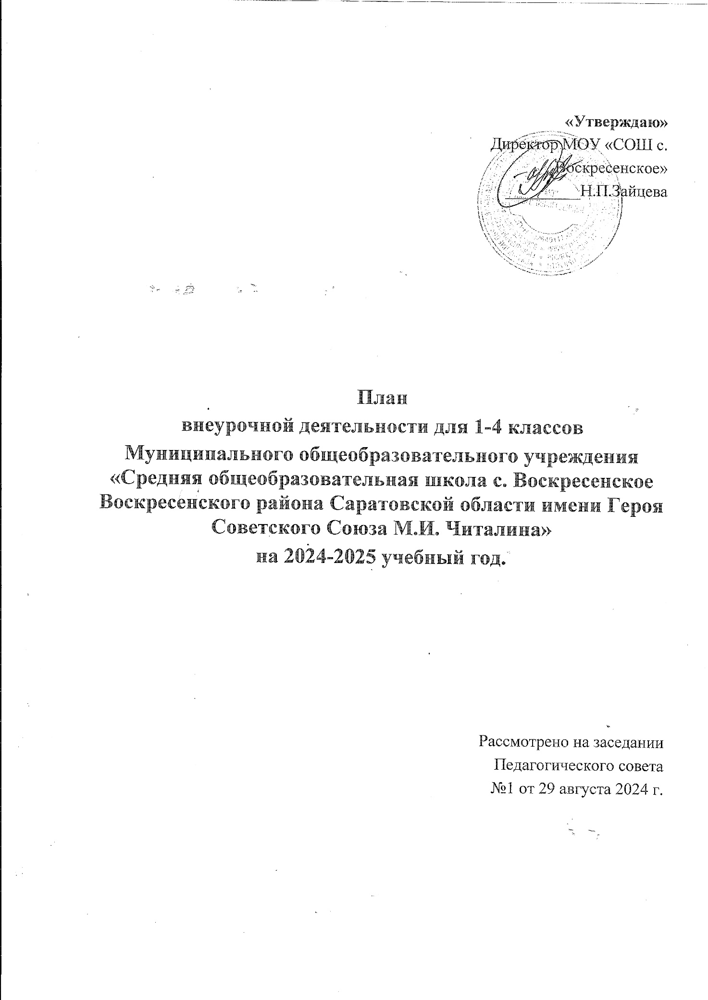 «Утверждаю»
Директор МОУ «СОШ с.
Воскресенское»
Н.П.Зайцева
План
внеурочной деятельности для 1-4 классов
Муниципального общеобразовательного учреждения
«Средняя общеобразовательная школа с. Воскресенское
Воскресенского района Саратовской области имени Героя
Советского Союза М.И. Читалина»
на 2024-2025 учебный год.
Рассмотрено на заседании
Педагогического совета
№1 от 29 августа 2024 г.